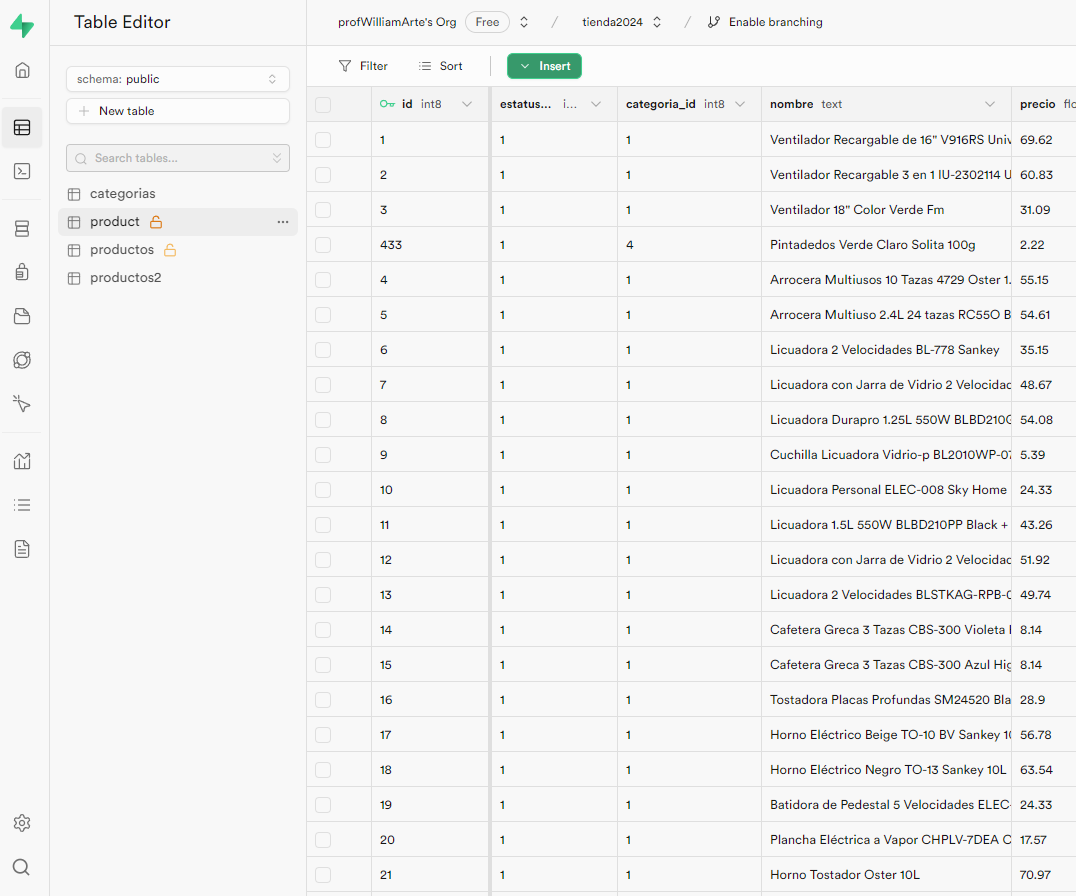 Table Editor
profWilliamArte's Org Free / tienda2024 / Enable branching
schema: public
New table
Search tables...
categorias
product
productos
productos2
Filter Sort Insert
id int8 estatus... i... categoria_id int8 nombre text precio flo
1 1 1 Ventilador Recargable de 16" V916RS Univ 69.62
2 1 1 Ventilador Recargable 3 en 1 IU-2302114 U 60.83
3 1 1 Ventilador 18" Color Verde Fm 31.09
433 1 4 Pintadedos Verde Claro Solita 100g 2.22
4 1 1 Arrocera Multiusos 10 Tazas 4729 Oster 1. 55.15
5 1 1 Arrocera Multiuso 2.4L 24 tazas RC55O B 54.61
6 1 1 Licuadora 2 Velocidades BL-778 Sankey 35.15
7 1 1 Licuadora con Jarra de Vidrio 2 Velocidad 48.67
8 1 1 Licuadora Durapro 1.25L 550W BLBD210G 54.08
9 1 1 Cuchilla Licuadora Vidrio-p BL2010WP-07 5.39
10 1 1 Licuadora Personal ELEC-008 Sky Home 24.33
11 1 1 Licuadora 1.5L 550W BLBD210PP Black + 43.26
12 1 1 Licuadora con Jarra de Vidrio 2 Velocidad 51.92
13 1 1 Licuadora 2 Velocidades BLSTKAG-RPB-0 49.74
14 1 1 Cafetera Greca 3 Tazas CBS-300 Violeta 8.14
15 1 1 Cafetera Greca 3 Tazas CBS-300 Azul Hig 8.14
16 1 1 Tostadora Placas Profundas SM24520 Bla 28.9
17 1 1 Horno Eléctrico Beige TO-10 BV Sankey 10 56.78
18 1 1 Horno Eléctrico Negro TO-13 Sankey 10L 63.54
19 1 1 Batidora de Pedestal 5 Velocidades ELEC- 24.33
20 1 1 Plancha Eléctrica a Vapor CHPLV-7DEA C 17.57
21 1 1 Horno Tostador Oster 10L 70.97